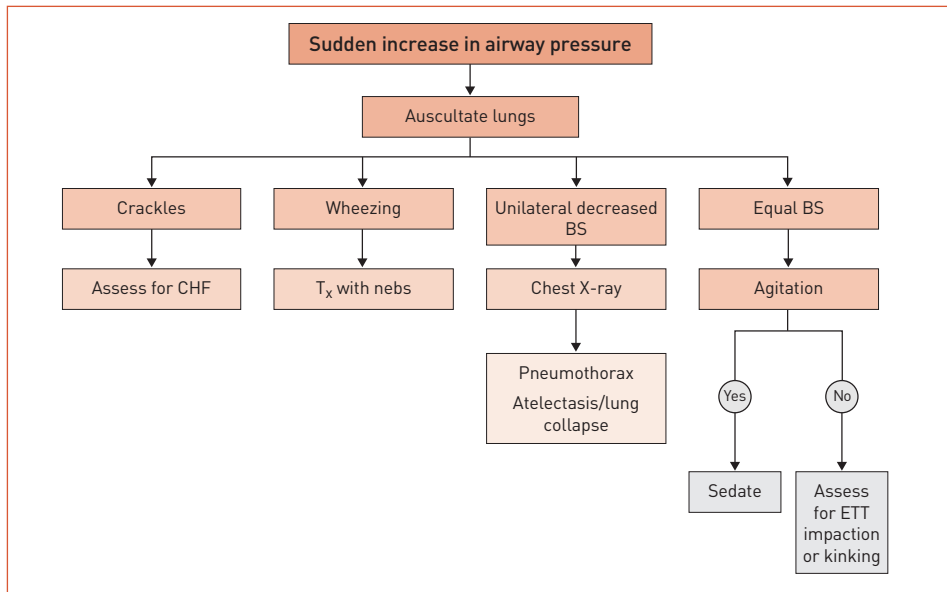 Sudden increase in airway pressure
Auscultate lungs
Crackles
Wheezing
Unilateral decreased
BS
Equal BS
Assess for CHF
Tx with nebs
Chest X-ray
Agitation
Pneumothorax
Atelectasis/lung
collapse
Yes
No
Sedate
Assess
for ETT
impaction
or kinking